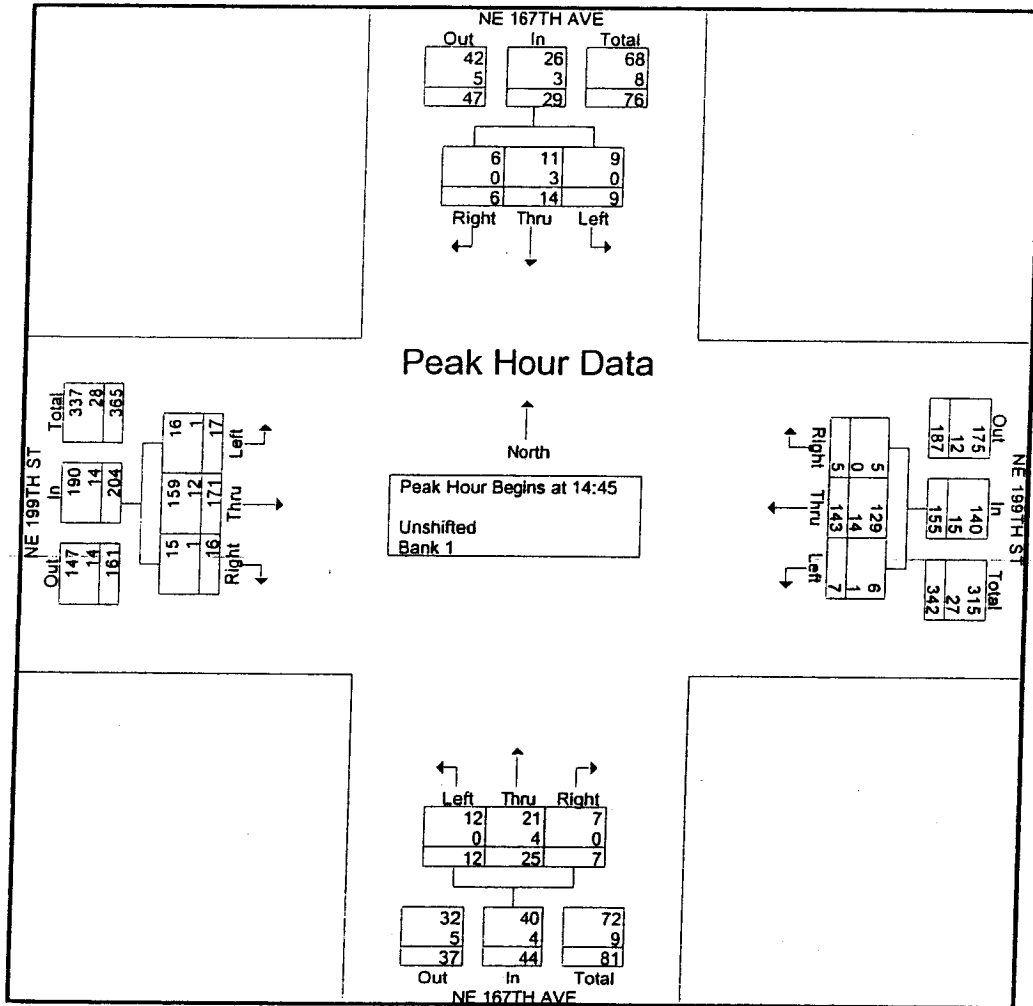 NE 167TH AVE
Out In Total
42 26 68
5 3 8
47 29 76
6 11 9
0 3 0
6 14 9
Right Thru Left
Peak Hour Data
North
Peak Hour Begins at 14:45
Unshifted
Bank 1
NE 199TH ST
Out In Total
147 190 337
14 14 28
161 204 365
Right Thru Left
15 159 16
1 12 1
16 171 17
NE 199TH ST
Out In Total
175 140 315
12 15 27
187 155 342
5 129 6
0 14 1
5 143 7
Right Thru Left
Left Thru Right
12 21 7
0 4 0
12 25 7
32 40 72
5 4 9
37 44 81
Out In Total
NE 167TH AVE